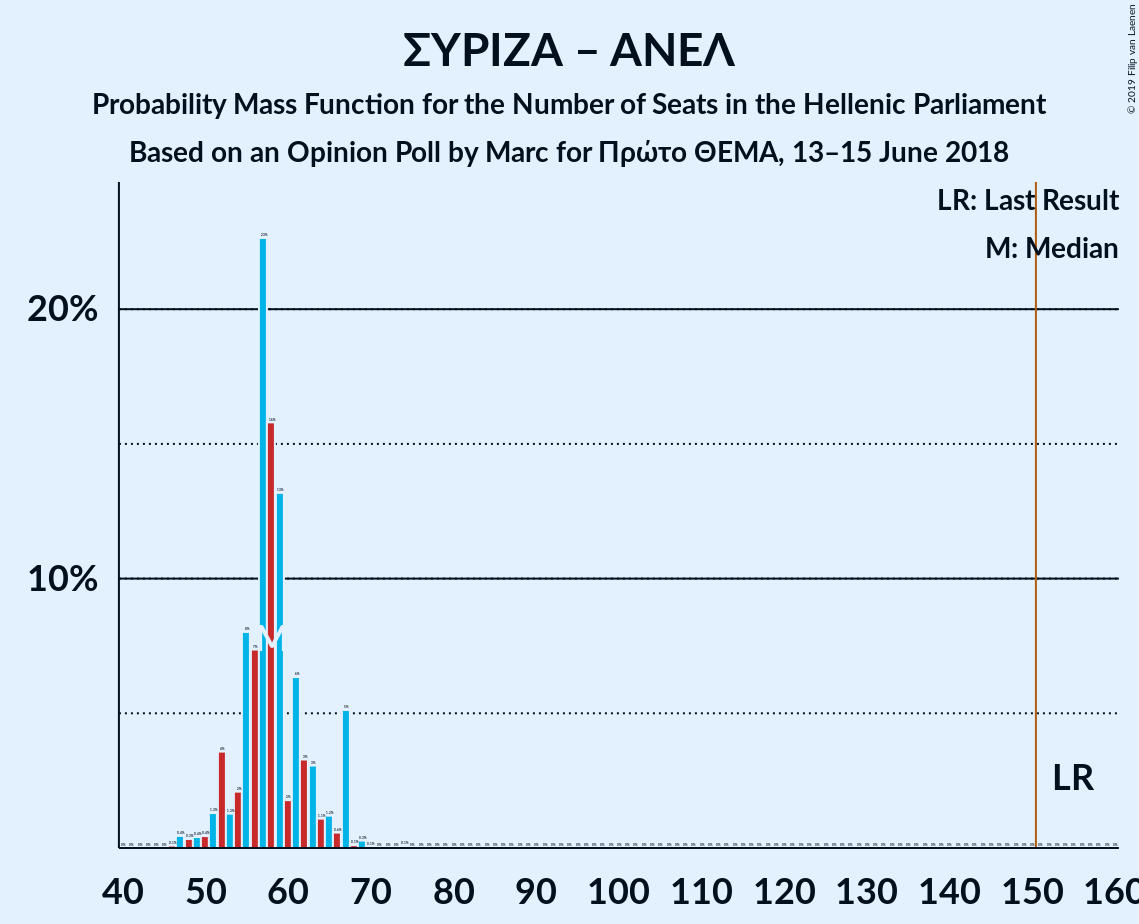 ΣΥΡΙΖΑ – ΑΝΕΛ
Probability Mass Function for the Number of Seats in the Hellenic Parliament
Based on an Opinion Poll by Marc for Πρώτο ΘΕΜΑ, 13–15 June 2018
© 2019 Filip van Laenen
LR: Last Result
M: Median
20%
10%
M
LR
40 50 60 70 80 90 100 110 120 130 140 150 160